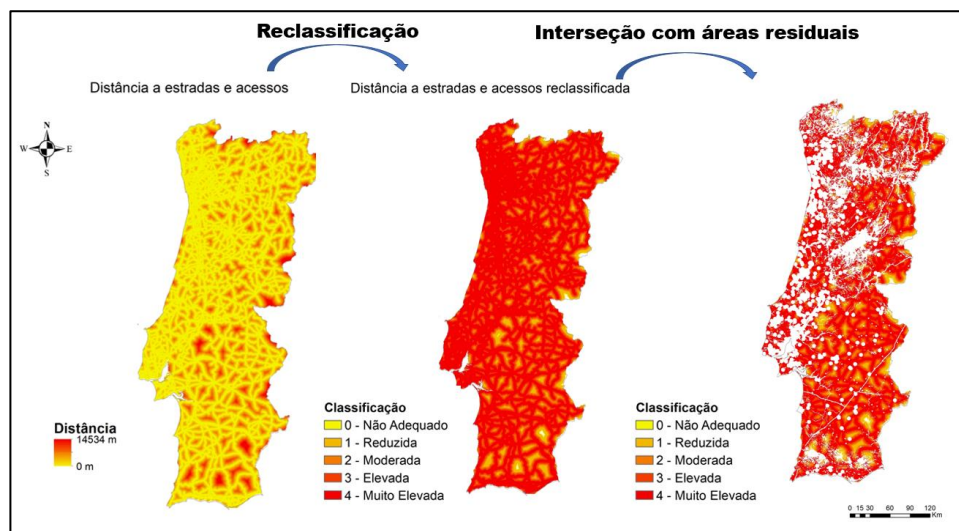 Reclassificação
Interseção com áreas residuais
Distância a estradas e acessos
Distância a estradas e acessos reclassificada
N
W
E
S
Distância
14534 m
0 m
Classificação
0 - Não Adequado
1 - Reduzida
2 - Moderada
3 - Elevada
4 - Muito Elevada
Classificação
0 - Não Adequado
1 - Reduzida
2 - Moderada
3 - Elevada
4 - Muito Elevada
0 15 30 60 90 120
Km